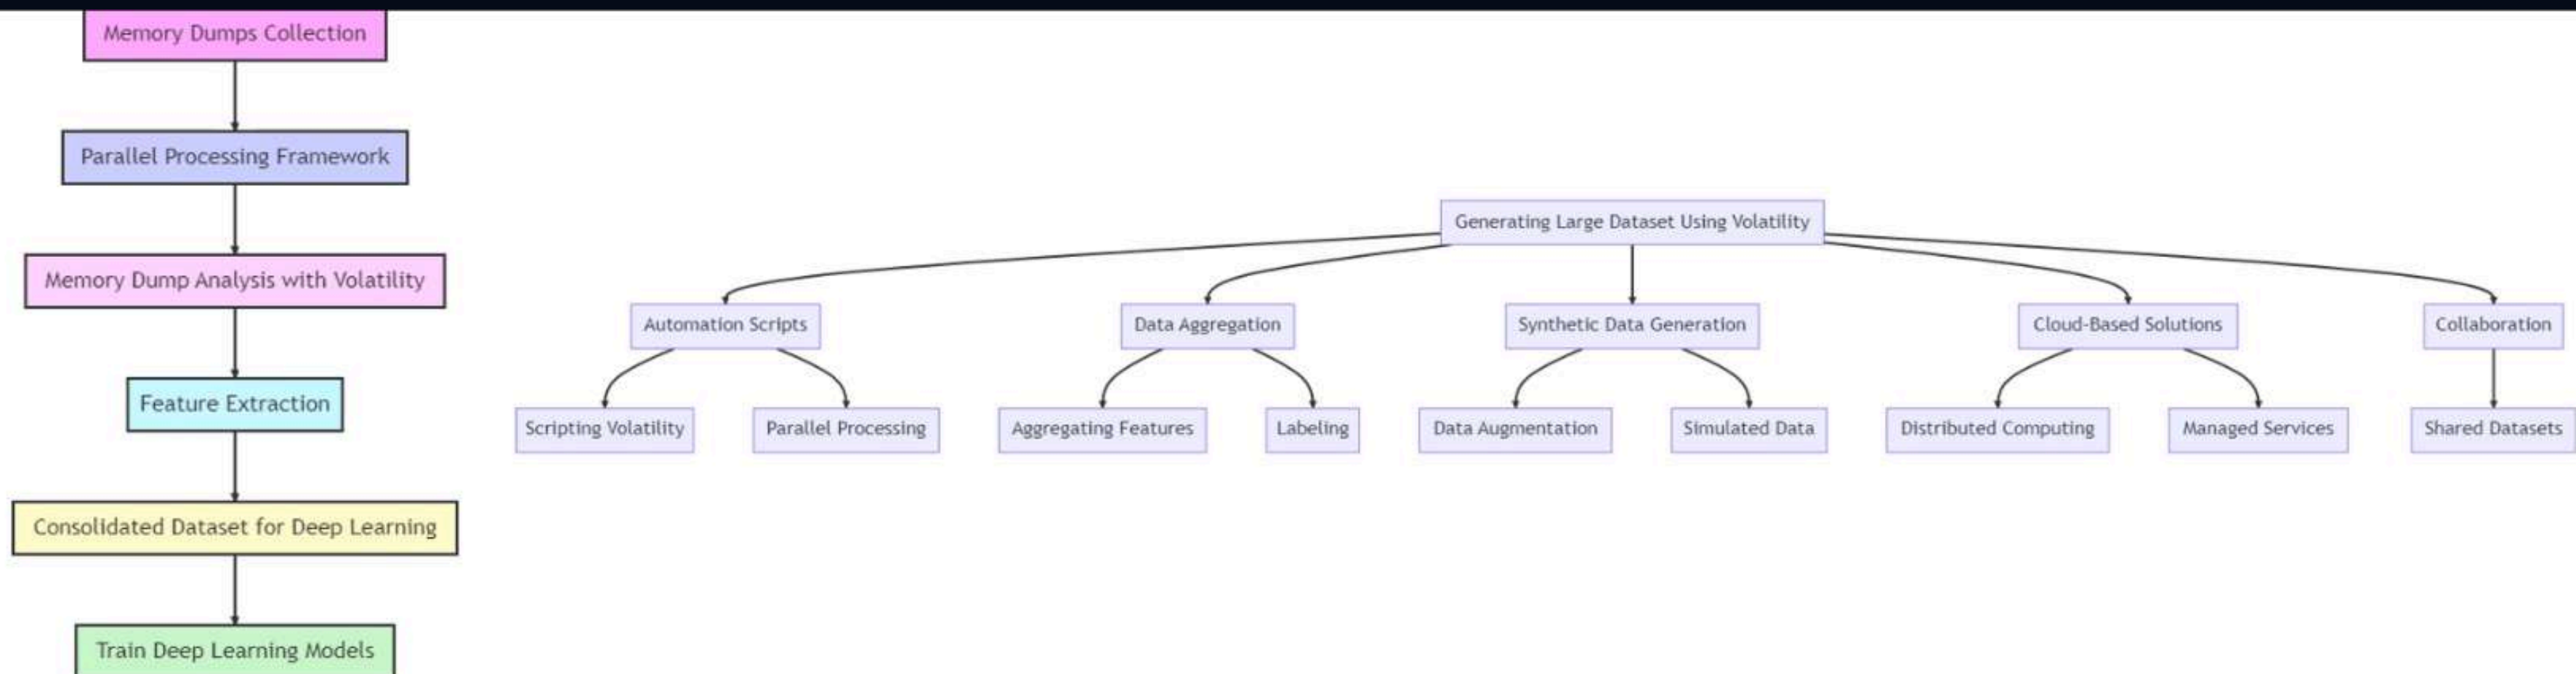 Memory Dumps Collection
Parallel Processing Framework
Memory Dump Analysis with Volatility
Feature Extraction
Consolidated Dataset for Deep Learning
Train Deep Learning Models
Generating Large Dataset Using Volatility
Automation Scripts
Data Aggregation
Synthetic Data Generation
Cloud-Based Solutions
Collaboration
Scripting Volatility
Parallel Processing
Aggregating Features
Labeling
Data Augmentation
Simulated Data
Distributed Computing
Managed Services
Shared Datasets